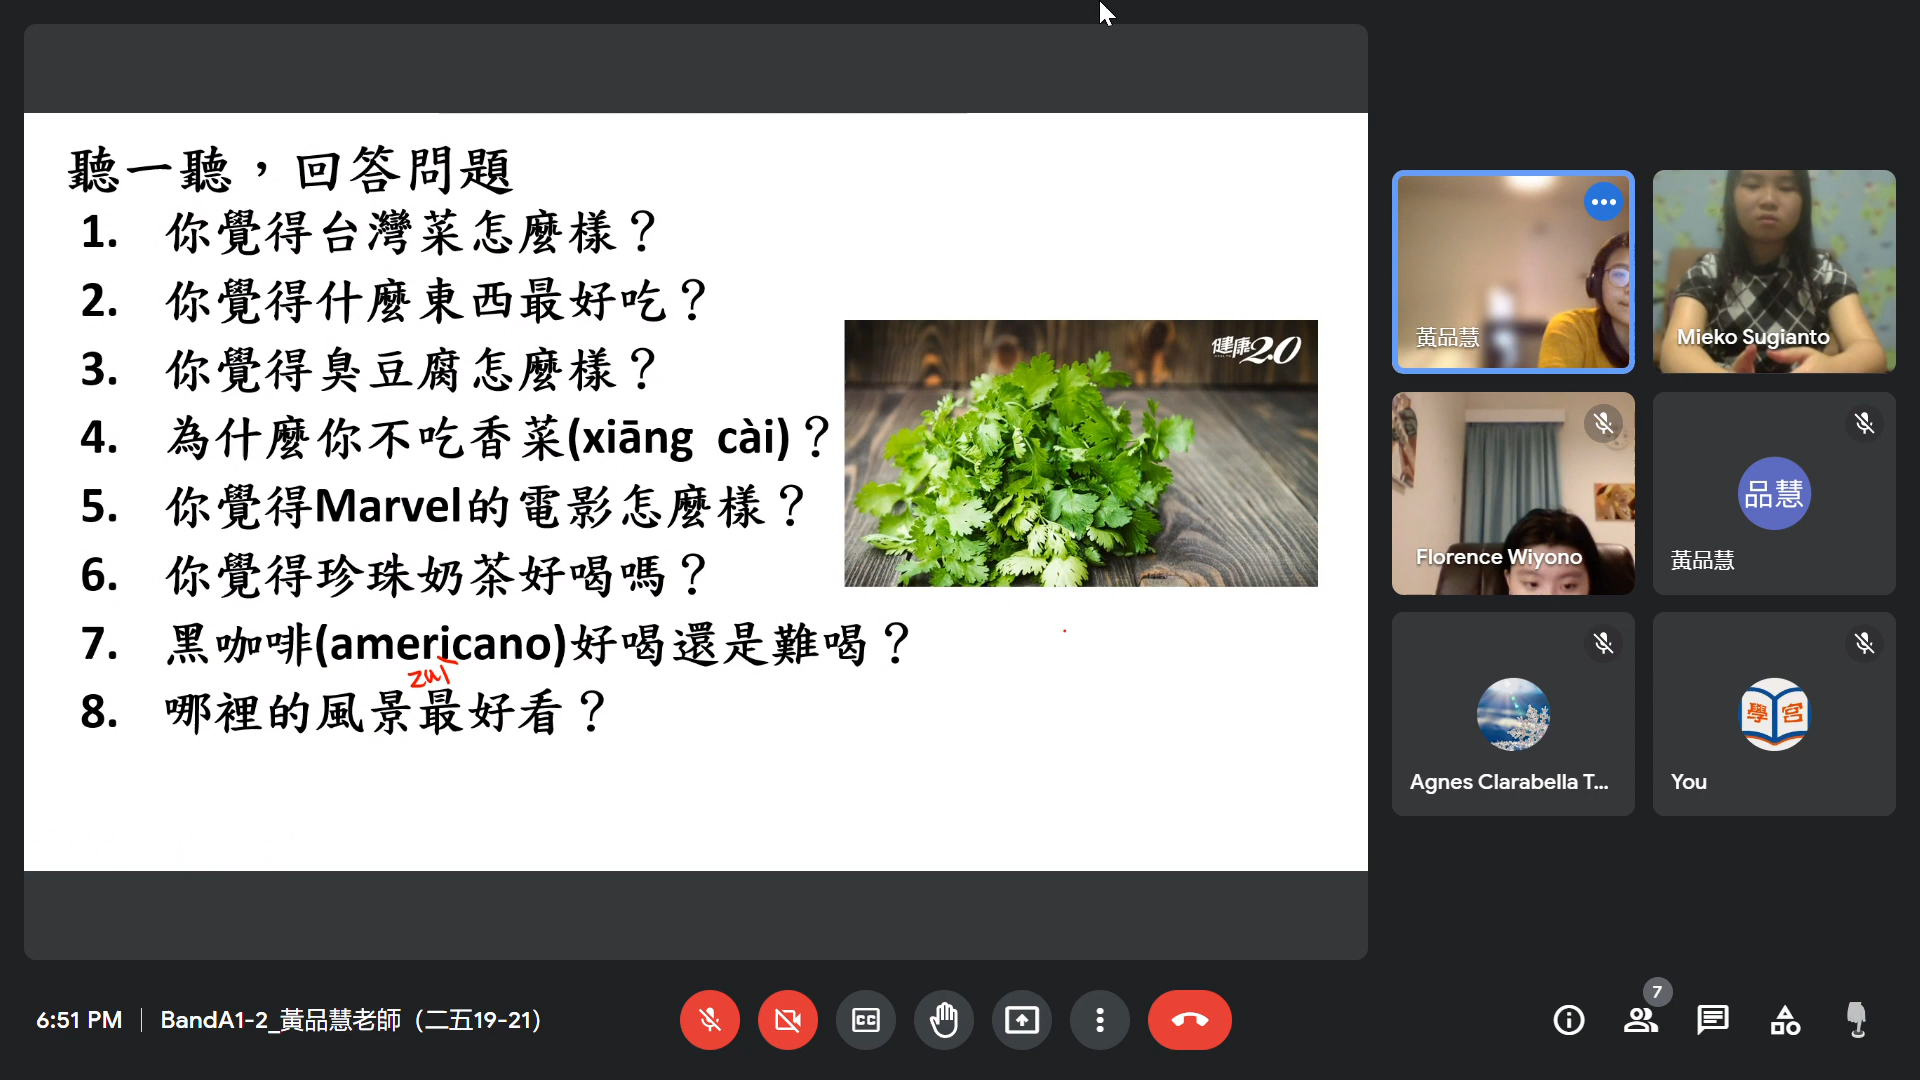 聽一聽，回答問題
1. 你覺得台灣菜怎麼樣？
2. 你覺得什麼東西最好吃？
3. 你覺得臭豆腐怎麼樣？
4. 為什麼你不吃香菜(xiāng cài)？
5. 你覺得Marvel的電影怎麼樣？
6. 你覺得珍珠奶茶好喝嗎？
7. 黑咖啡(americano)好喝還是難喝？
zuì
8. 哪裡的風景最好看？
健康2.0
黃品慧
Mieko Sugianto
Florence Wiyono
品慧
黃品慧
Agnes Clarabella T...
學宮
You
6:51 PM | BandA1-2_黃品慧老師（二五19-21）
CC
7